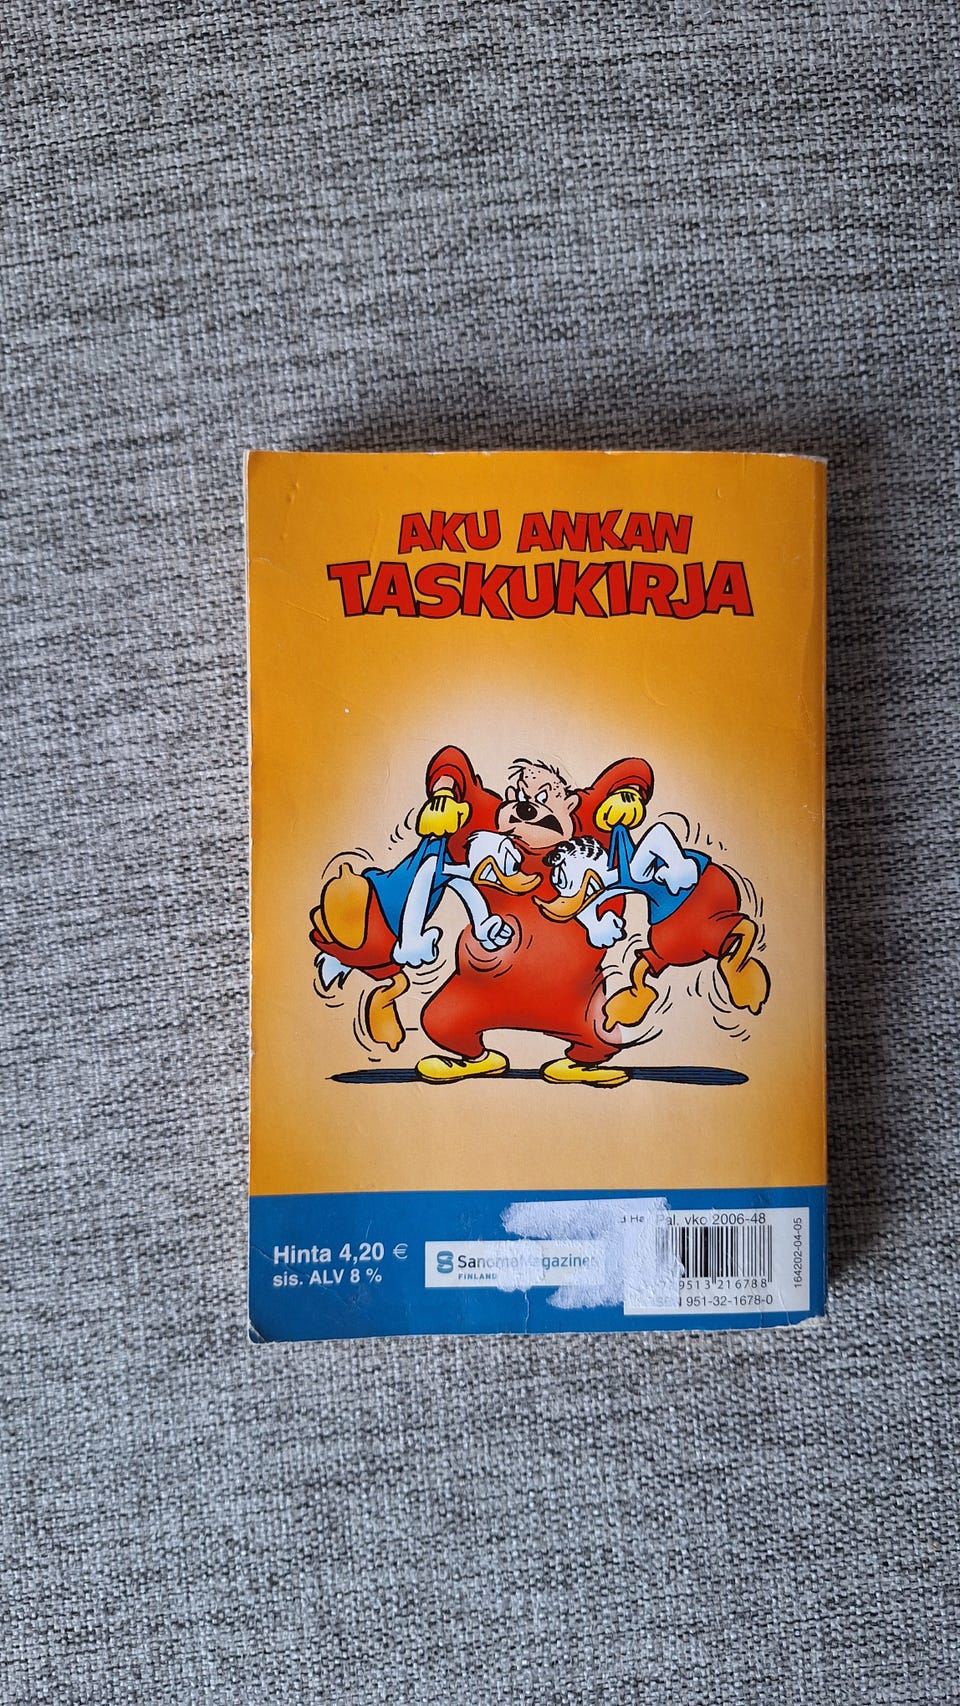 AKU ANKAN
TASKUKIRJA
Hinta 4,20 €
sis. ALV 8 %
SanomaMagazines
FINLAND
Pal. vko 2006-48
9513 216788
951-32-1678-0
164202-04-05